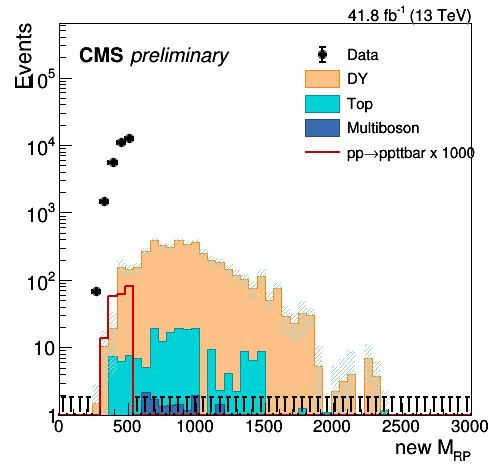 41.8 fb⁻¹ (13 TeV)
Events
CMS preliminary
Data
DY
Top
Multiboson
pp→ppttbar x 1000
10⁵
10⁴
10³
10²
10
1
0 500 1000 1500 2000 2500 3000
new M_RP